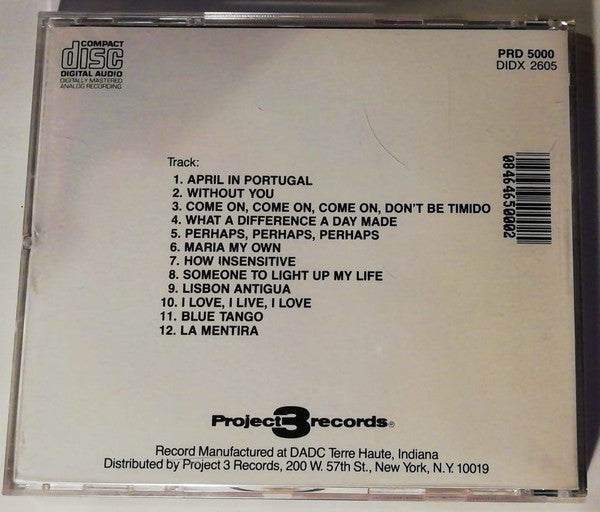 COMPACT
disc
DIGITAL AUDIO
DIGITALLY MASTERED
ANALOG RECORDING
PRD 5000
DIDX 2605
Track:
1. APRIL IN PORTUGAL
2. WITHOUT YOU
3. COME ON, COME ON, COME ON, DON'T BE TIMIDO
4. WHAT A DIFFERENCE A DAY MADE
5. PERHAPS, PERHAPS, PERHAPS
6. MARIA MY OWN
7. HOW INSENSITIVE
8. SOMEONE TO LIGHT UP MY LIFE
9. LISBON ANTIGUA
10. I LOVE, I LIVE, I LOVE
11. BLUE TANGO
12. LA MENTIRA
084646500002
Project 3 records®
Record Manufactured at DADC Terre Haute, Indiana
Distributed by Project 3 Records, 200 W. 57th St., New York, N.Y. 10019